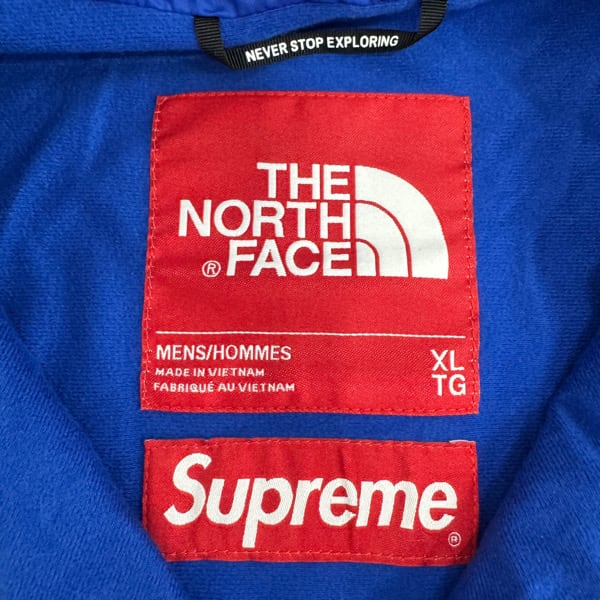 NEVER STOP EXPLORING
THE
NORTH
® FACE
MENS/HOMMES
MADE IN VIETNAM
FABRIQUÉ AU VIETNAM
XL
TG
Supreme ®